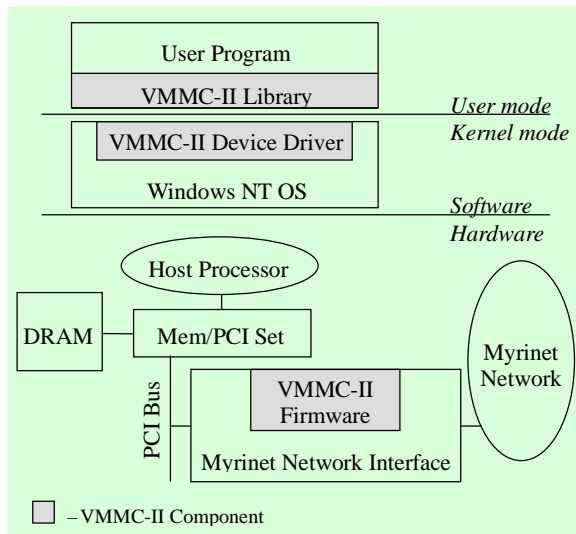 User Program
VMMC-II Library
User mode
Kernel mode
VMMC-II Device Driver
Windows NT OS
Software
Hardware
Host Processor
DRAM
Mem/PCI Set
Myrinet
Network
PCI Bus
VMMC-II
Firmware
Myrinet Network Interface
– VMMC-II Component